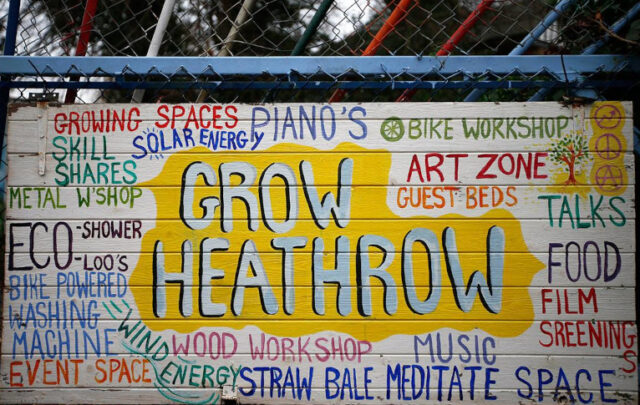 GROWING SPACES
SKILL
SHARES
SOLAR ENERGY
PIANO'S
BIKE WORKSHOP
METAL W'SHOP
ART ZONE
GUEST BEDS
TALKS
GROW
HEATHROW
ECO-SHOWER
-LOO'S
FOOD
BIKE POWERED
WASHING
MACHINE
FILM
SREENINGS
WIND
ENERGY
WOOD WORKSHOP
MUSIC
EVENT SPACE
STRAW BALE MEDITATE SPACE